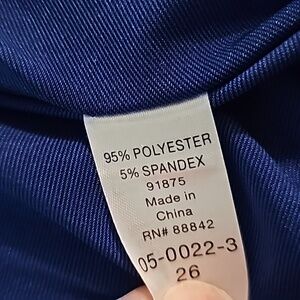 95% POLYESTER
5% SPANDEX
91875
Made in
China
RN# 88842
05-0022-3
26